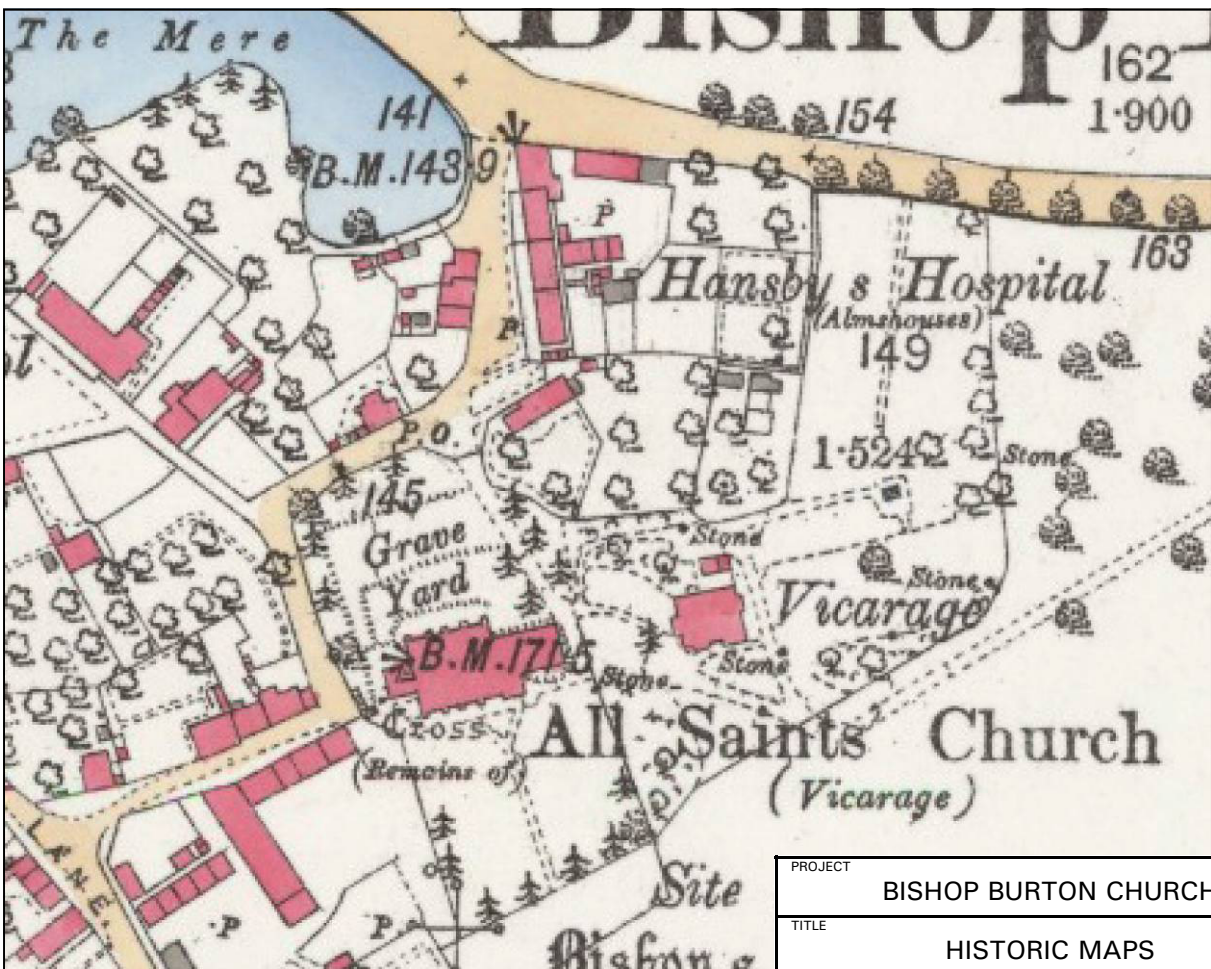 The Mere
Bishop
162
1·900
141
154
B.M.143·9
P
163
Hansby's Hospital
(Almshouses)
149
P.
P.O.
1·524
Stone
145
Grave
Yard
Stone
Stone
Vicarage
B.M.171·5
Stone
Stone
Cross
(Remains of)
All Saints Church
(Vicarage)
LANE
Site
P
P
PROJECT
BISHOP BURTON CHURCH
TITLE
HISTORIC MAPS